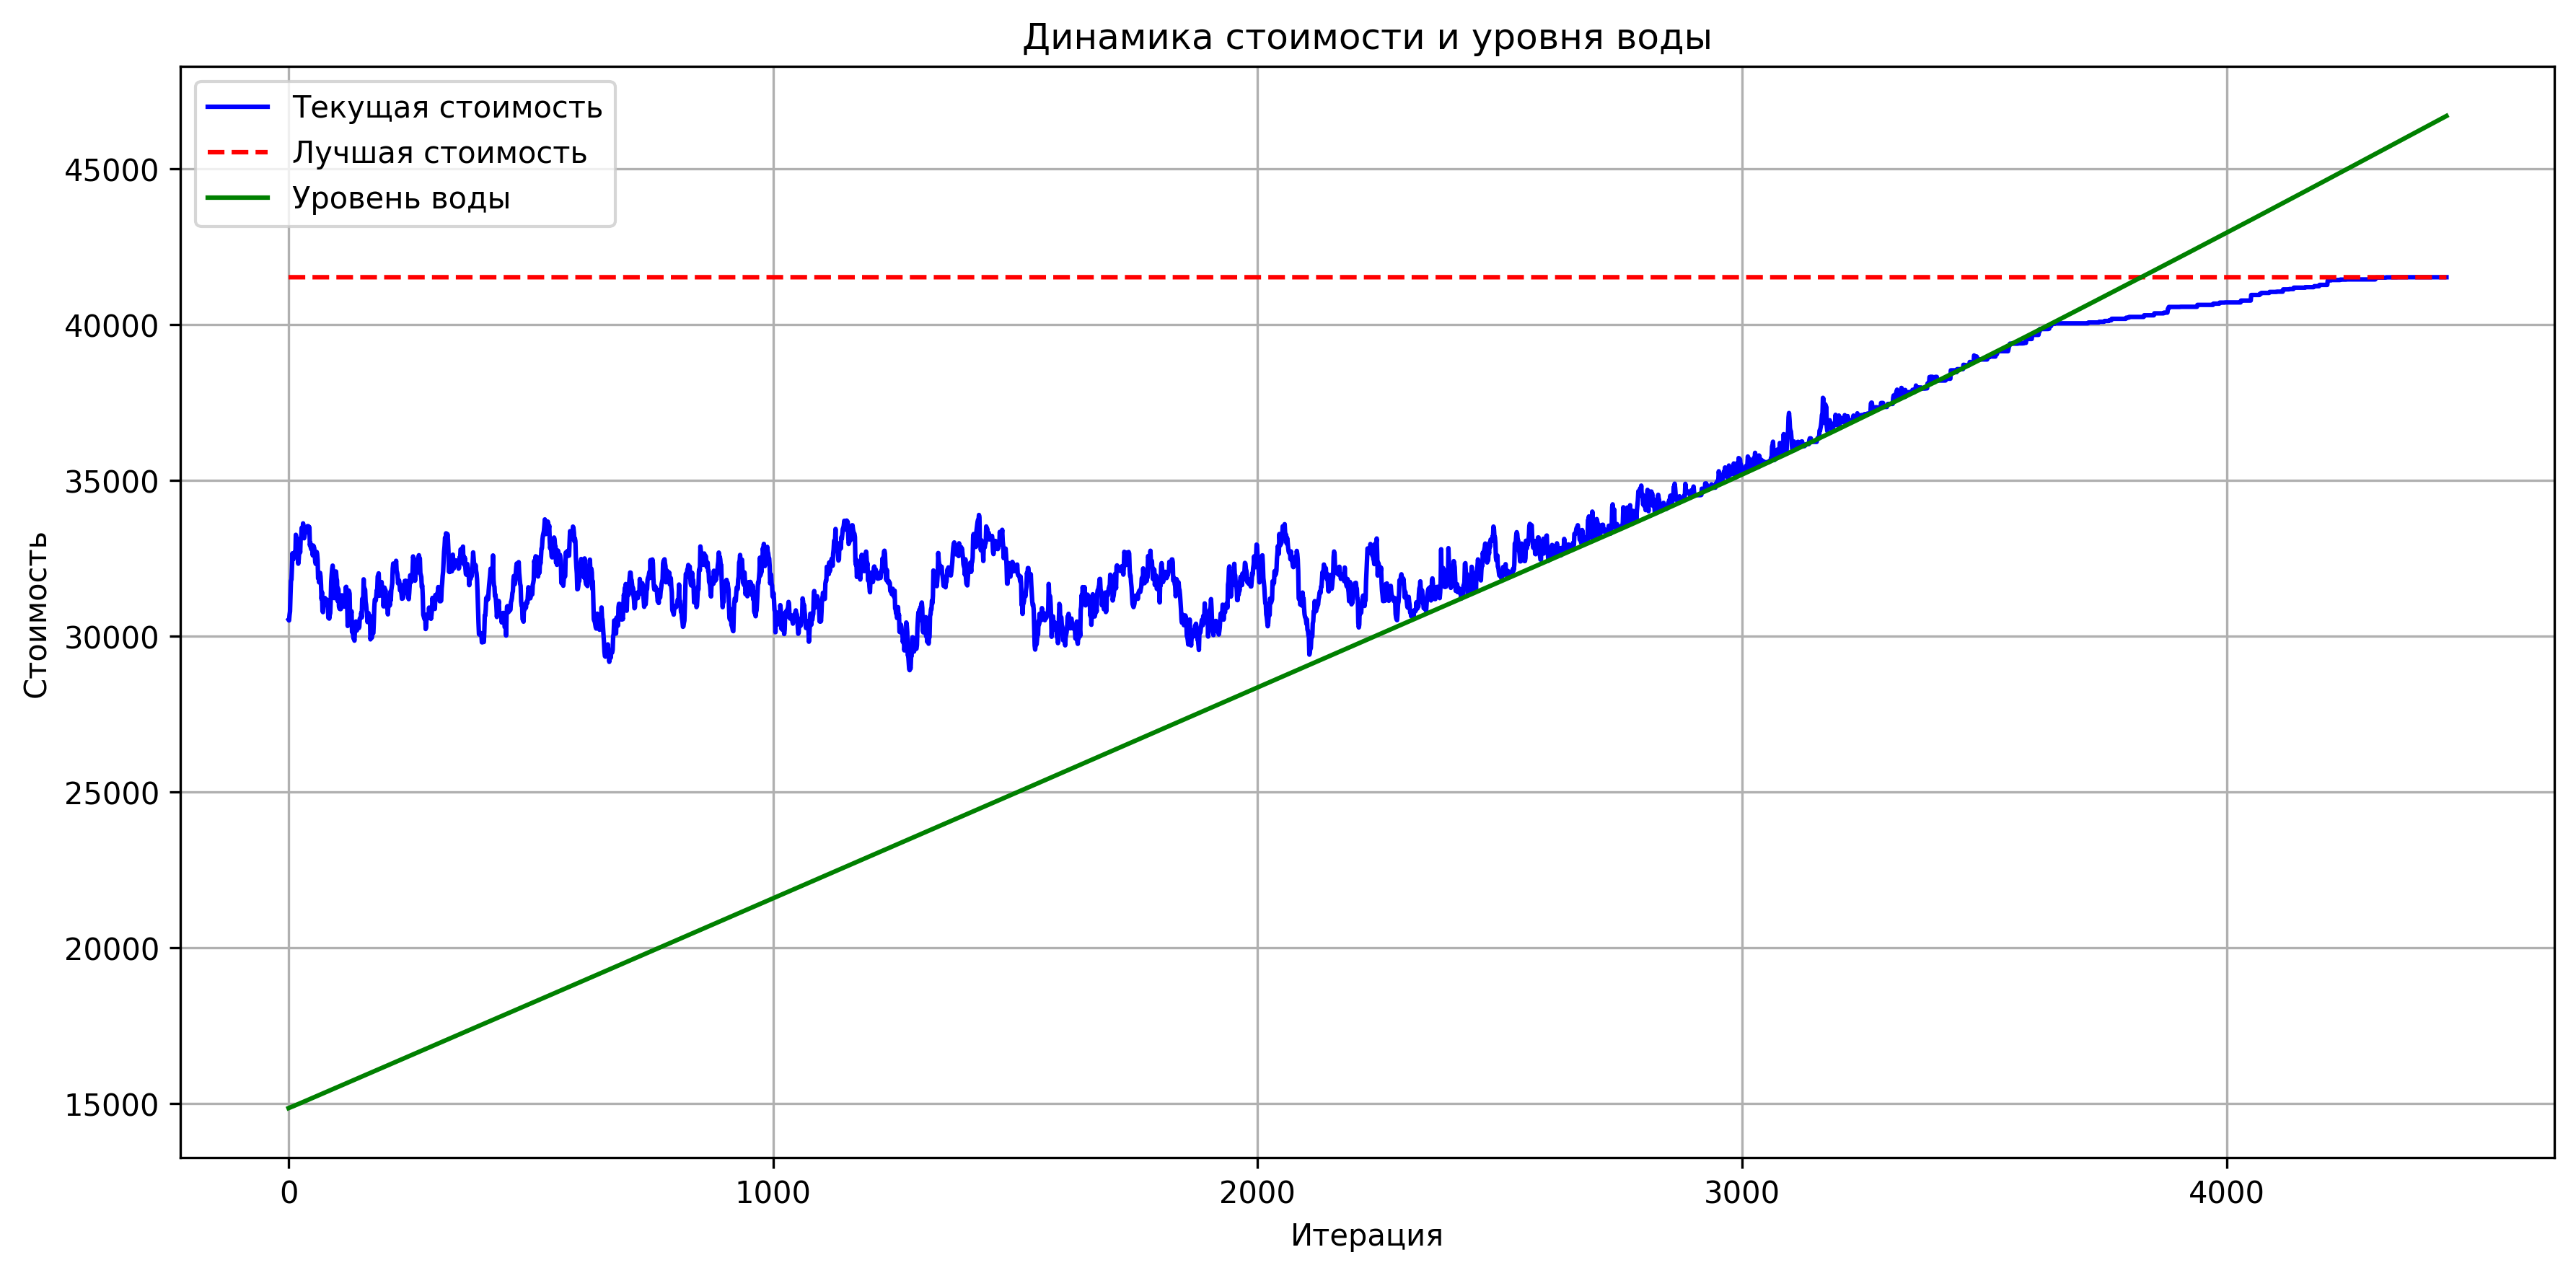 Динамика стоимости и уровня воды
Текущая стоимость
Лучшая стоимость
Уровень воды
45000
40000
35000
30000
25000
20000
15000
Стоимость
0 1000 2000 3000 4000
Итерация